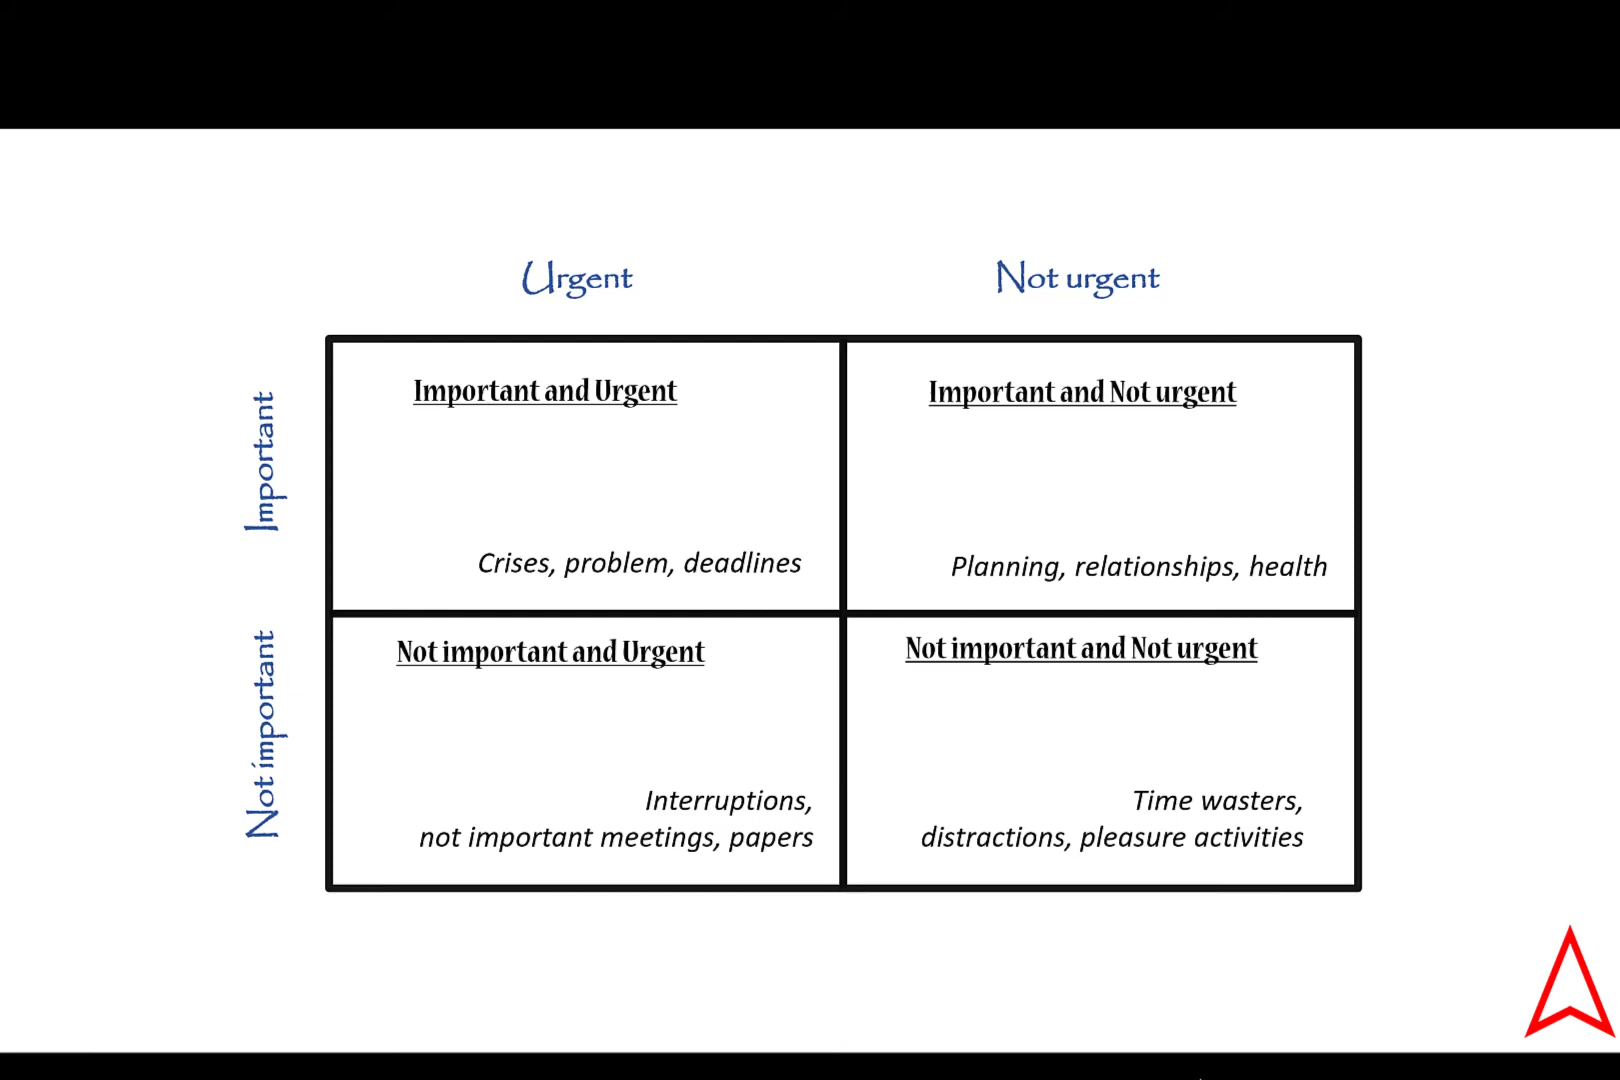 Urgent
Not urgent
Important
Important and Urgent
Important and Not urgent
Crises, problem, deadlines
Planning, relationships, health
Not important
Not important and Urgent
Not important and Not urgent
Interruptions,
not important meetings, papers
Time wasters,
distractions, pleasure activities